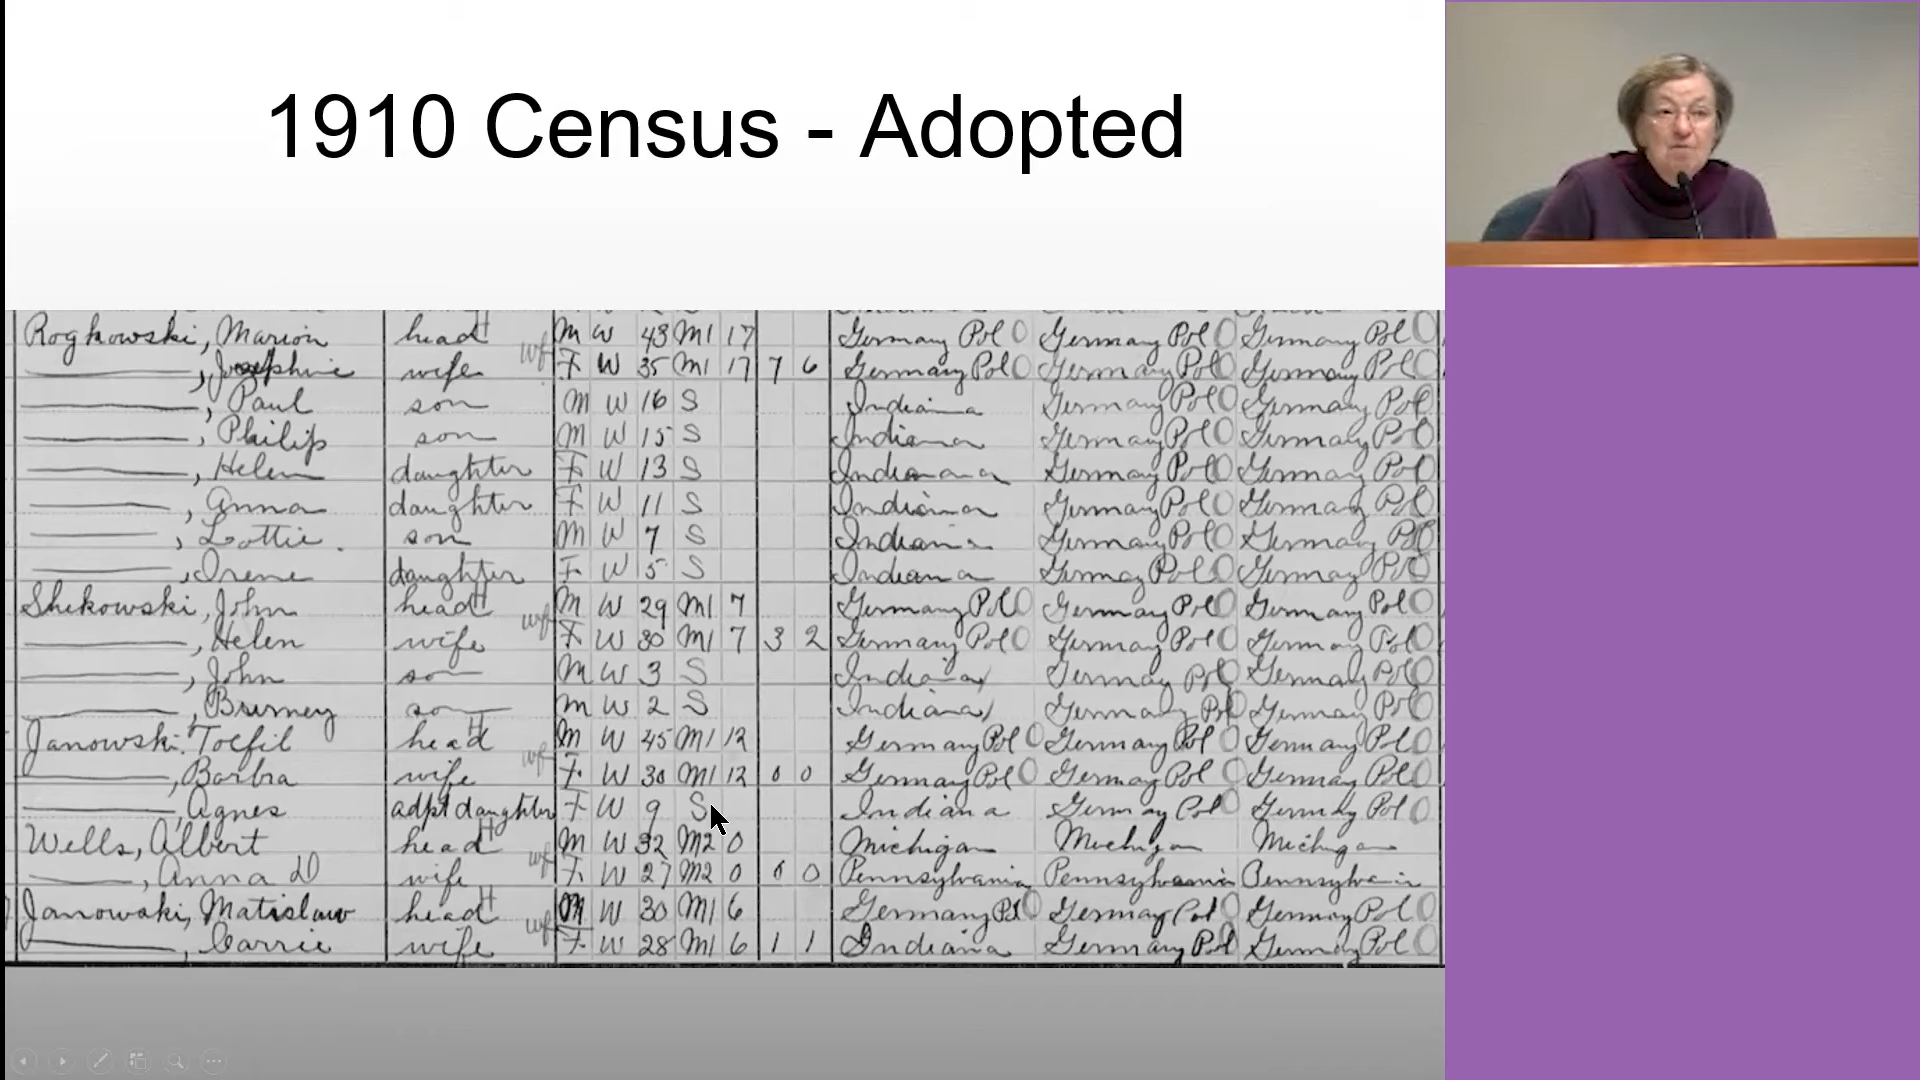 1910 Census - Adopted
Rogkowski, Marion head H M W 43 M1 17 Germany Pol O Germany Pol O Germany Pol O
———, Josephine wife wf F W 35 M1 17 7 6 Germany Pol O Germany Pol O Germany Pol O
———, Paul son M W 16 S Indiana Germany Pol O Germany Pol O
———, Philip son M W 15 S Indiana Germany Pol O Germany Pol O
———, Helen daughter F W 13 S Indiana Germany Pol O Germany Pol O
———, Anna daughter F W 11 S Indiana Germany Pol O Germany Pol O
———, Lottie. son M W 7 S Indiana Germany Pol O Germany Pol O
———, Irene daughter F W 5 S Indiana Germany Pol O Germany Pol O
Shekowski, John head H M W 29 M1 7 Germany Pol O Germany Pol O Germany Pol O
———, Helen wife wf F W 30 M1 7 3 2 Germany Pol O Germany Pol O Germany Pol O
———, John son M W 3 S Indiana Germany Pol O Germany Pol O
———, son M W 2 S Indiana Germany Pol O Germany Pol O
Janowski, Toefil head H M W 45 M1 12 Germany Pol O Germany Pol O Germany Pol O
———, Barbra wife wf F W 30 M1 12 0 0 Germany Pol O Germany Pol O Germany Pol O
———, Agnes adpt daughter F W 9 S Indiana Germany Pol O Germany Pol O
Wells, Albert head H M W 32 M2 0 Michigan Michigan Michigan
———, Anna D wife wf F W 27 M2 0 0 0 Pennsylvania Pennsylvania Pennsylvania
Janowski, Matislaw head H M W 30 M1 6 Germany Pol O Germany Pol O Germany Pol O
———, Carrie wife wf F W 28 M1 6 1 1 Indiana Germany Pol Germany Pol O